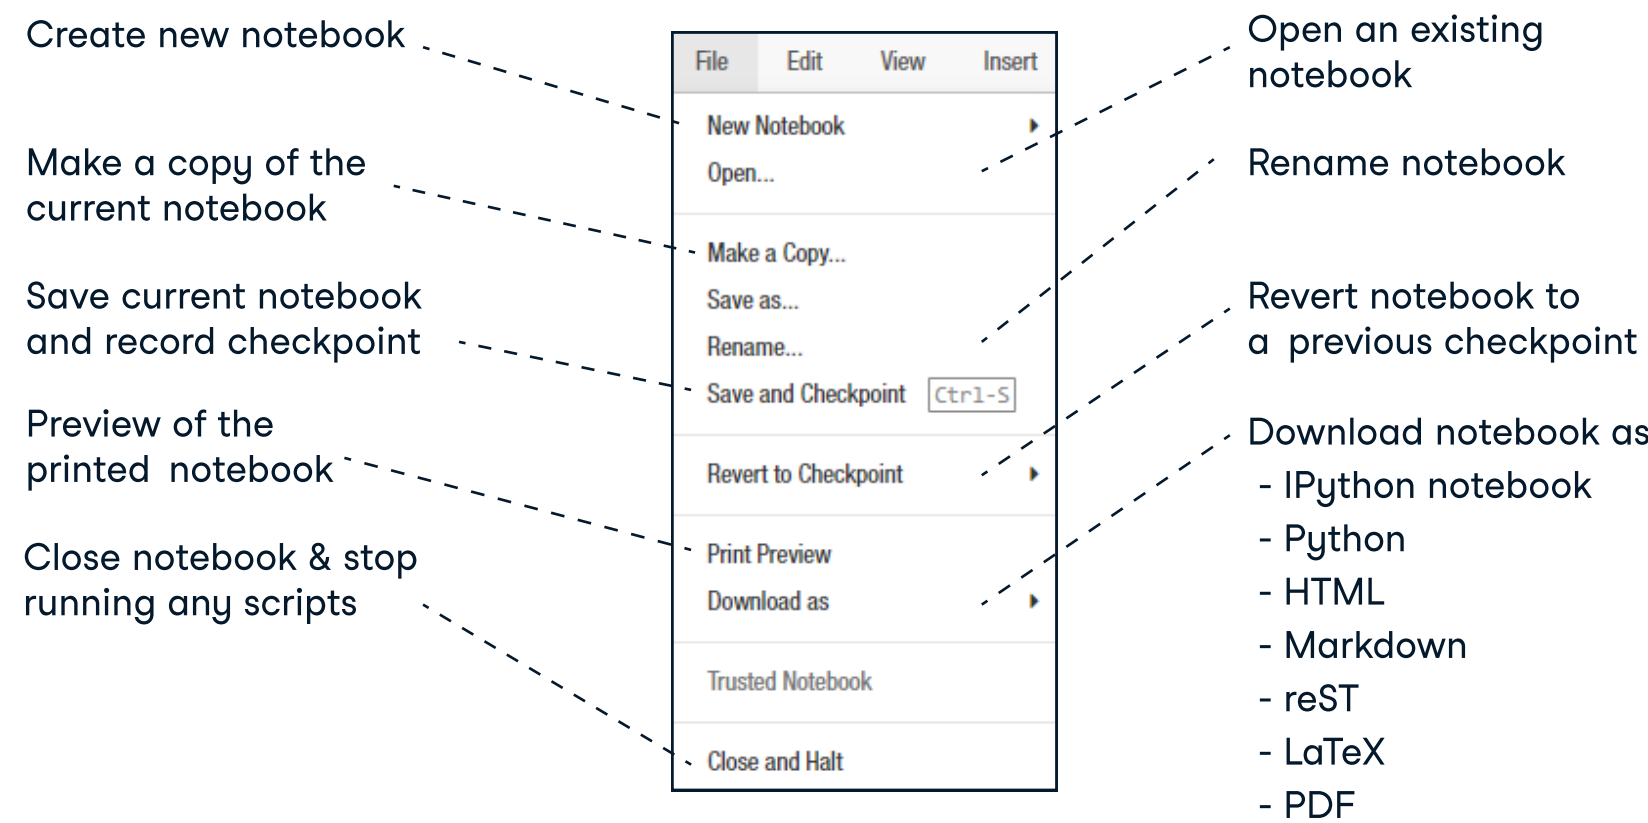 Create new notebook
Make a copy of the
current notebook
Save current notebook
and record checkpoint
Preview of the
printed notebook
Close notebook & stop
running any scripts
File Edit View Insert
New Notebook
Open...
Make a Copy...
Save as...
Rename...
Save and Checkpoint Ctrl-S
Revert to Checkpoint
Print Preview
Download as
Trusted Notebook
Close and Halt
Open an existing
notebook
Rename notebook
Revert notebook to
a previous checkpoint
Download notebook as
- IPython notebook
- Python
- HTML
- Markdown
- reST
- LaTeX
- PDF